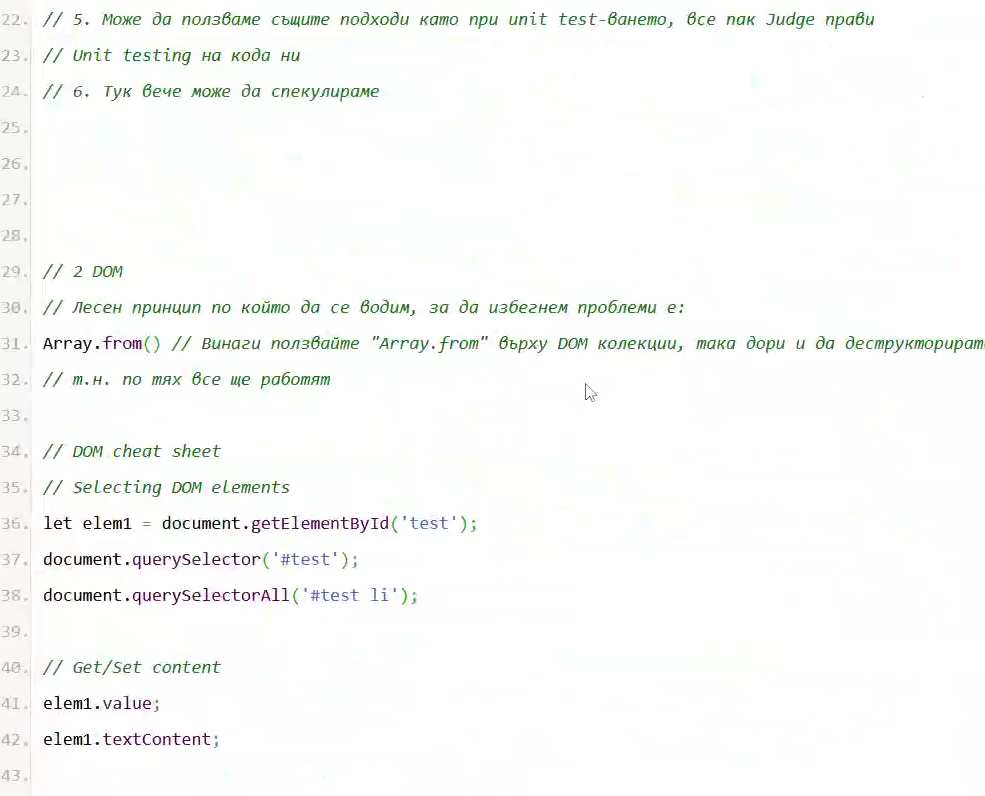 22. // 5. Може да ползваме същите подходи като при unit test-ването, все пак Judge прави
23. // Unit testing на кода ни
24. // 6. Тук вече може да спекулираме
25.
26.
27.
28.
29. // 2 DOM
30. // Лесен принцип по който да се водим, за да избегнем проблеми е:
31. Array.from() // Винаги ползвайте "Array.from" върху DOM колекции, така дори и да
32. // т.н. по тях все ще работят
33.
34. // DOM cheat sheet
35. // Selecting DOM elements
36. let elem1 = document.getElementById('test');
37. document.querySelector('#test');
38. document.querySelectorAll('#test li');
39.
40. // Get/Set content
41. elem1.value;
42. elem1.textContent;
43.